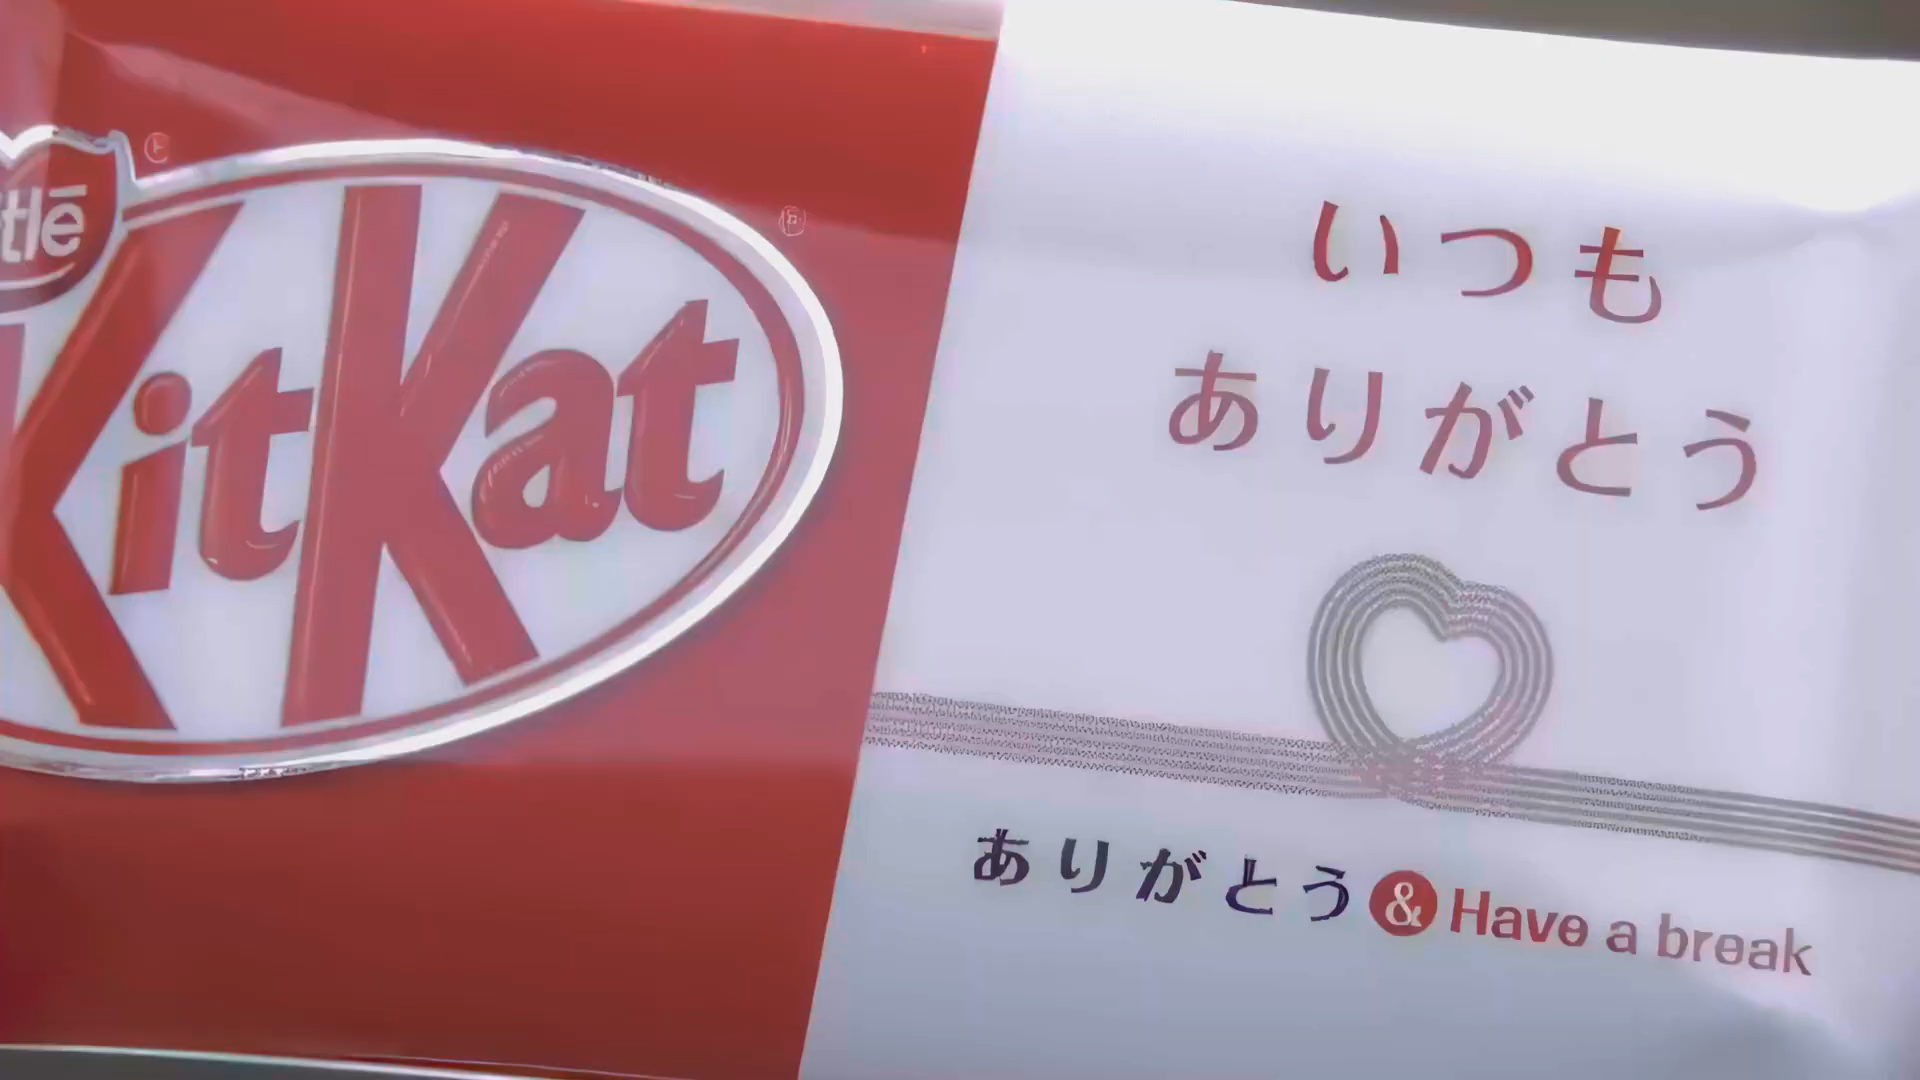 KitKat
いつも
ありがとう
ありがとう & Have a break